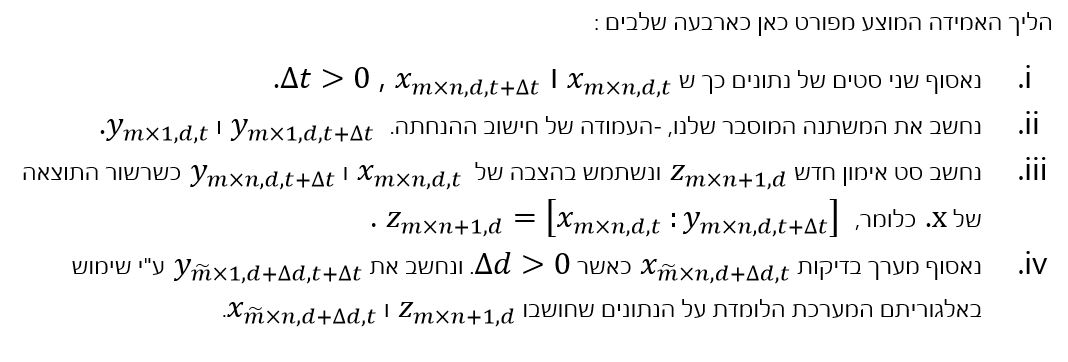 הליך האמידה המוצע מפורט כאן כארבעה שלבים :
i. נאסוף שני סטים של נתונים כך ש x_{m×n,d,t} ו x_{m×n,d,t+Δt} , Δt > 0.
ii. נחשב את המשתנה המוסבר שלנו, -העמודה של חישוב ההנחתה. y_{m×1,d,t+Δt} ו y_{m×1,d,t}.
iii. נחשב סט אימון חדש z_{m×n+1,d} ונשתמש בהצבה של x_{m×n,d,t} ו y_{m×n,d,t+Δt} כשרשור התוצאה
של x. כלומר, z_{m×n+1,d} = [x_{m×n,d,t} : y_{m×n,d,t+Δt}] .
iv. נאסוף מערך בדיקות x_{m̃×n,d+Δd,t} כאשר Δd > 0. ונחשב את y_{m̃×1,d+Δd,t+Δt} ע"י שימוש
באלגוריתם המערכת הלומדת על הנתונים שחושבו z_{m×n+1,d} ו x_{m̃×n,d+Δd,t}.